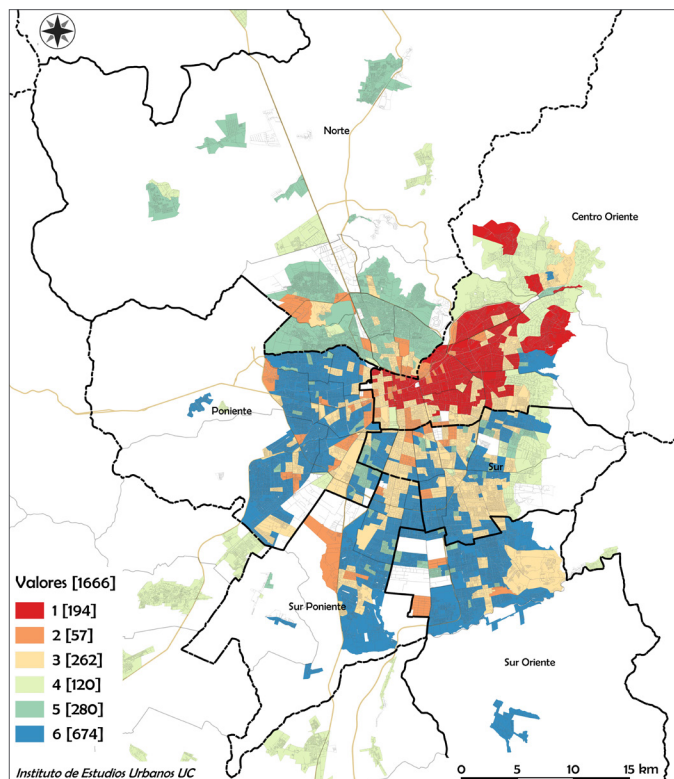 Norte
Centro Oriente
Poniente
Sur
Valores [1666]
1 [194]
2 [57]
3 [262]
4 [120]
5 [280]
6 [674]
Sur Poniente
Sur Oriente
Instituto de Estudios Urbanos UC
0 5 10 15 km